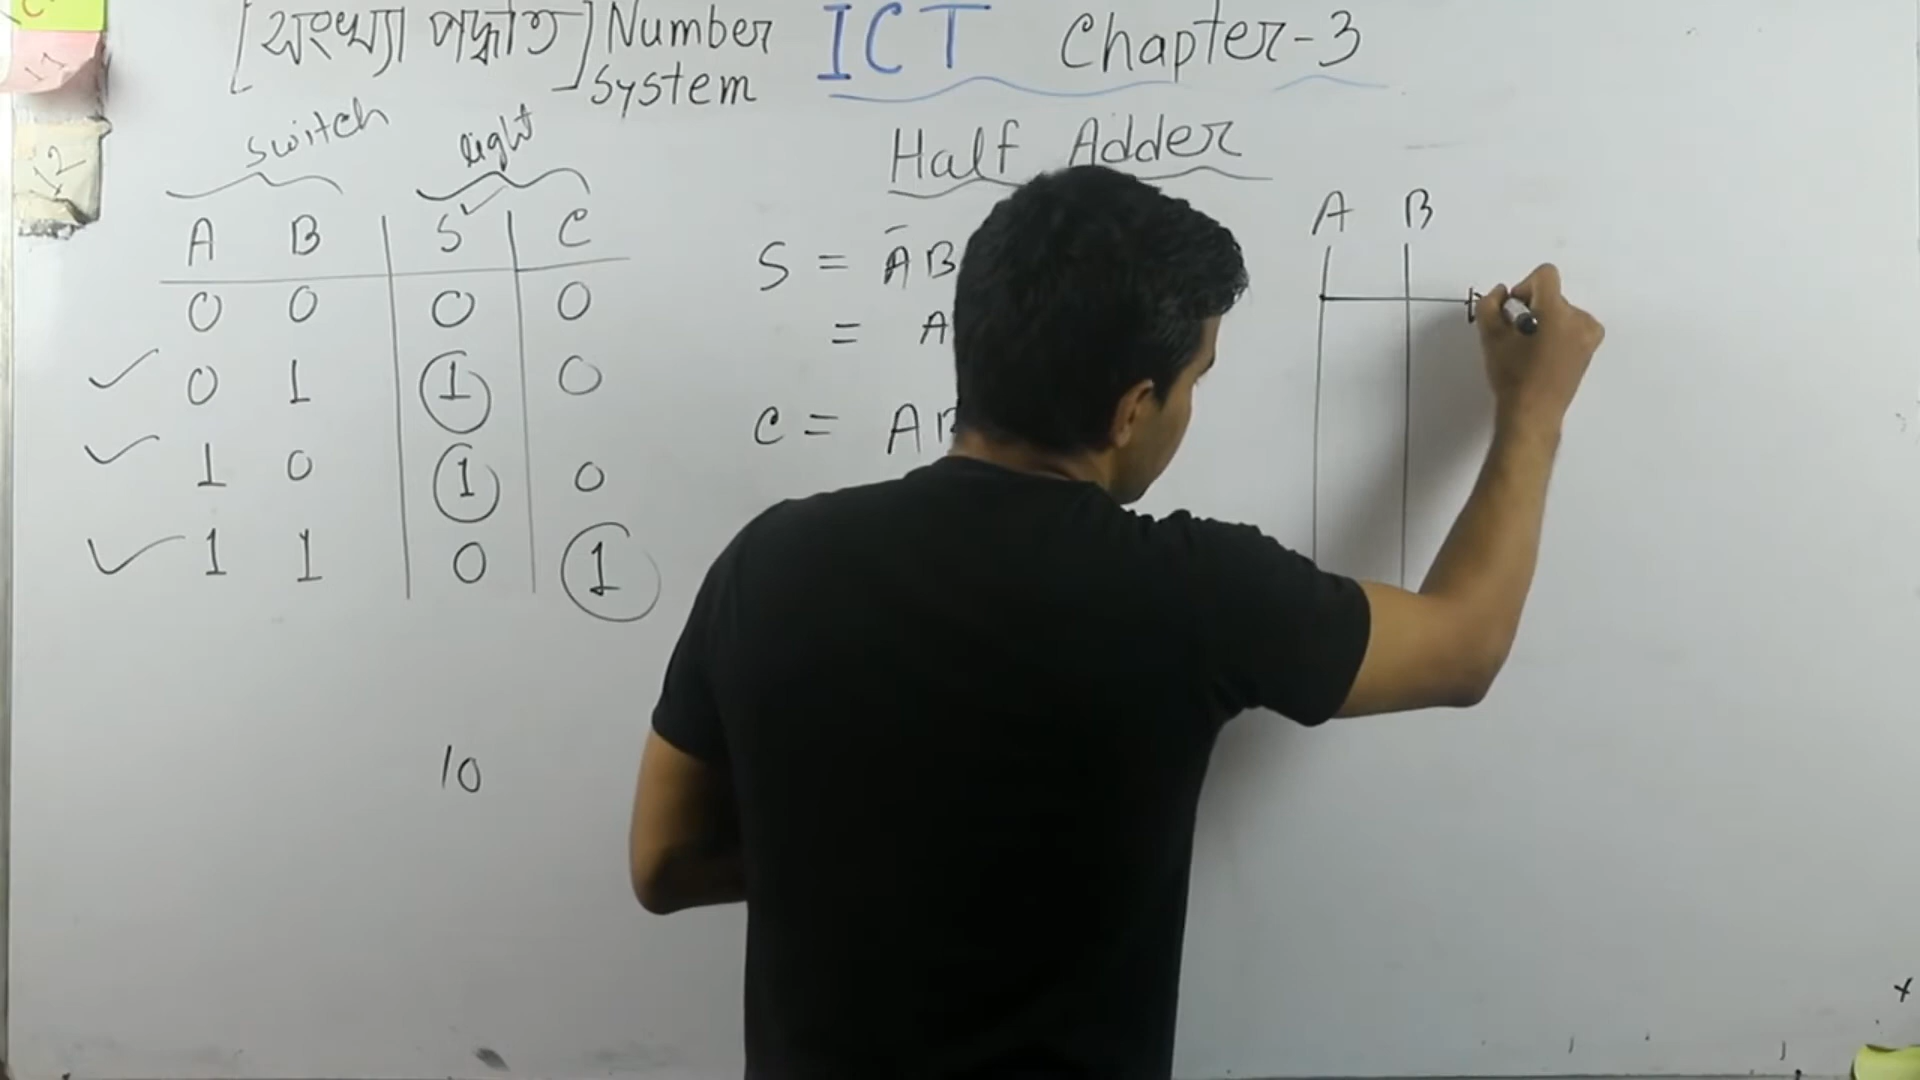 [সংখ্যা পদ্ধতি] Number System
ICT Chapter-3
Half Adder
switch light
A B S C
0 0 0 0
0 1 1 0
1 0 1 0
1 1 0 1
S = A̅B
= A
C = AB
A B
10